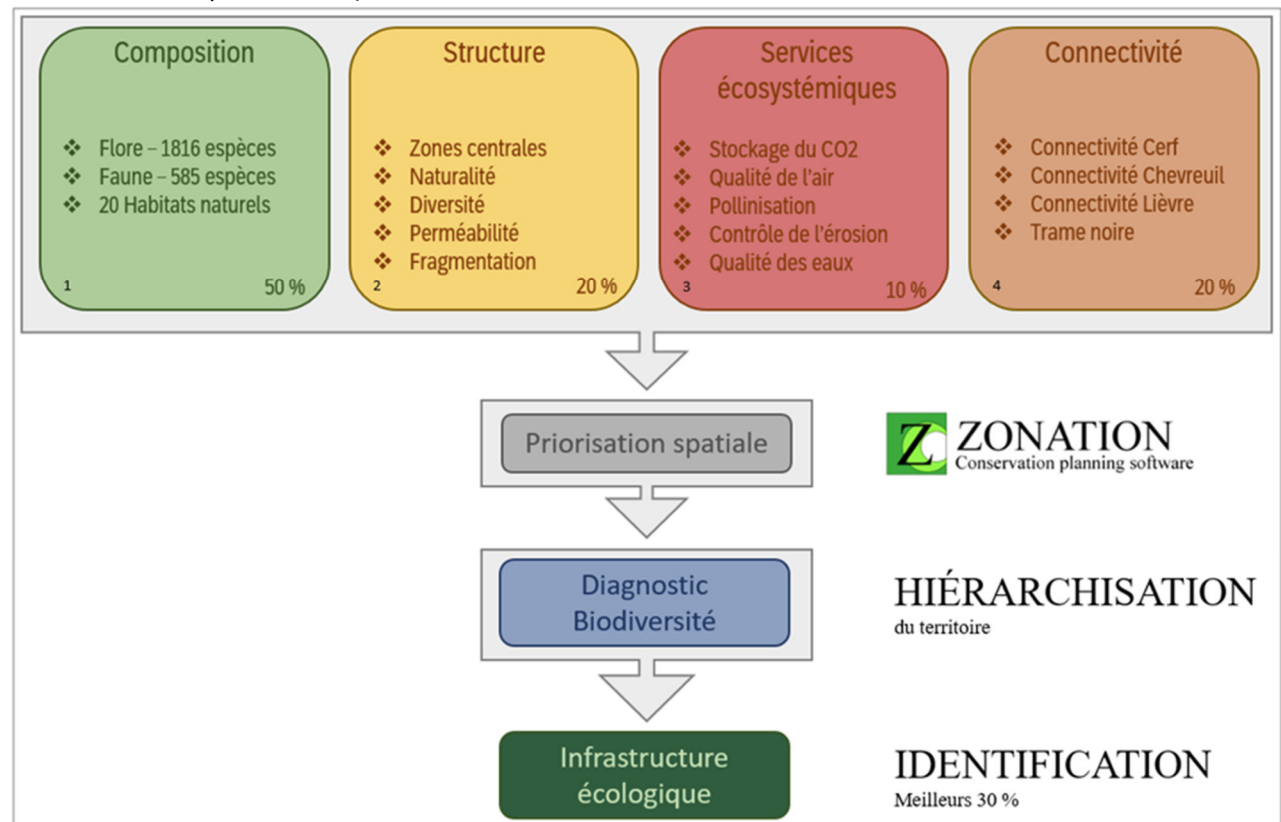 Composition
❖ Flore – 1816 espèces
❖ Faune – 585 espèces
❖ 20 Habitats naturels
1
50 %
Structure
❖ Zones centrales
❖ Naturalité
❖ Diversité
❖ Perméabilité
❖ Fragmentation
2
20 %
Services
écosystémiques
❖ Stockage du CO2
❖ Qualité de l'air
❖ Pollinisation
❖ Contrôle de l'érosion
❖ Qualité des eaux
3
10 %
Connectivité
❖ Connectivité Cerf
❖ Connectivité Chevreuil
❖ Connectivité Lièvre
❖ Trame noire
4
20 %
Priorisation spatiale
Z ZONATION
Conservation planning software
Diagnostic
Biodiversité
HIÉRARCHISATION
du territoire
Infrastructure
écologique
IDENTIFICATION
Meilleurs 30 %